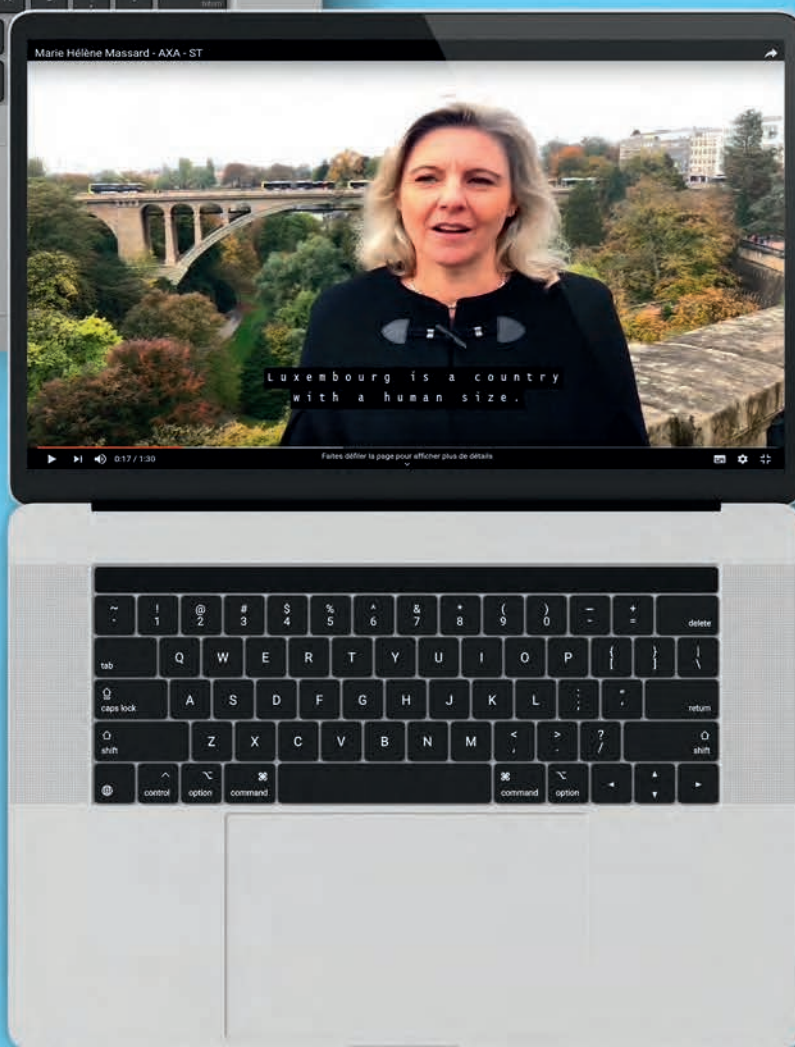 return
Marie Hélène Massard - AXA - ST
Luxembourg is a country
with a human size.
0:17 / 1:30
Faites défiler la page pour afficher plus de détails
~ ! @ # $ % ^ & * ( ) – +
` 1 2 3 4 5 6 7 8 9 0 - = delete
tab Q W E R T Y U I O P { [ } ] | \
caps lock A S D F G H J K L : ; " ' return
shift Z X C V B N M < , > . ? / shift
control option command command option